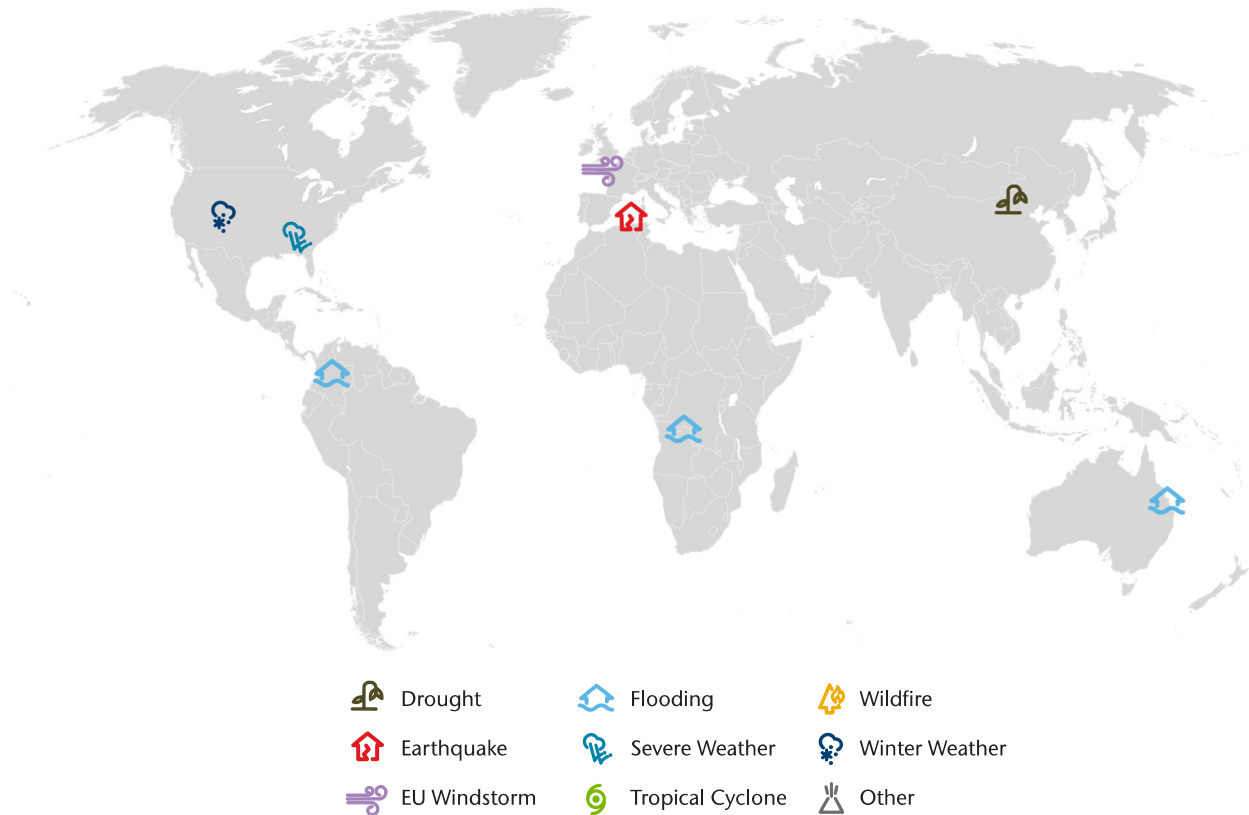 Drought
Flooding
Wildfire
Earthquake
Severe Weather
Winter Weather
EU Windstorm
Tropical Cyclone
Other